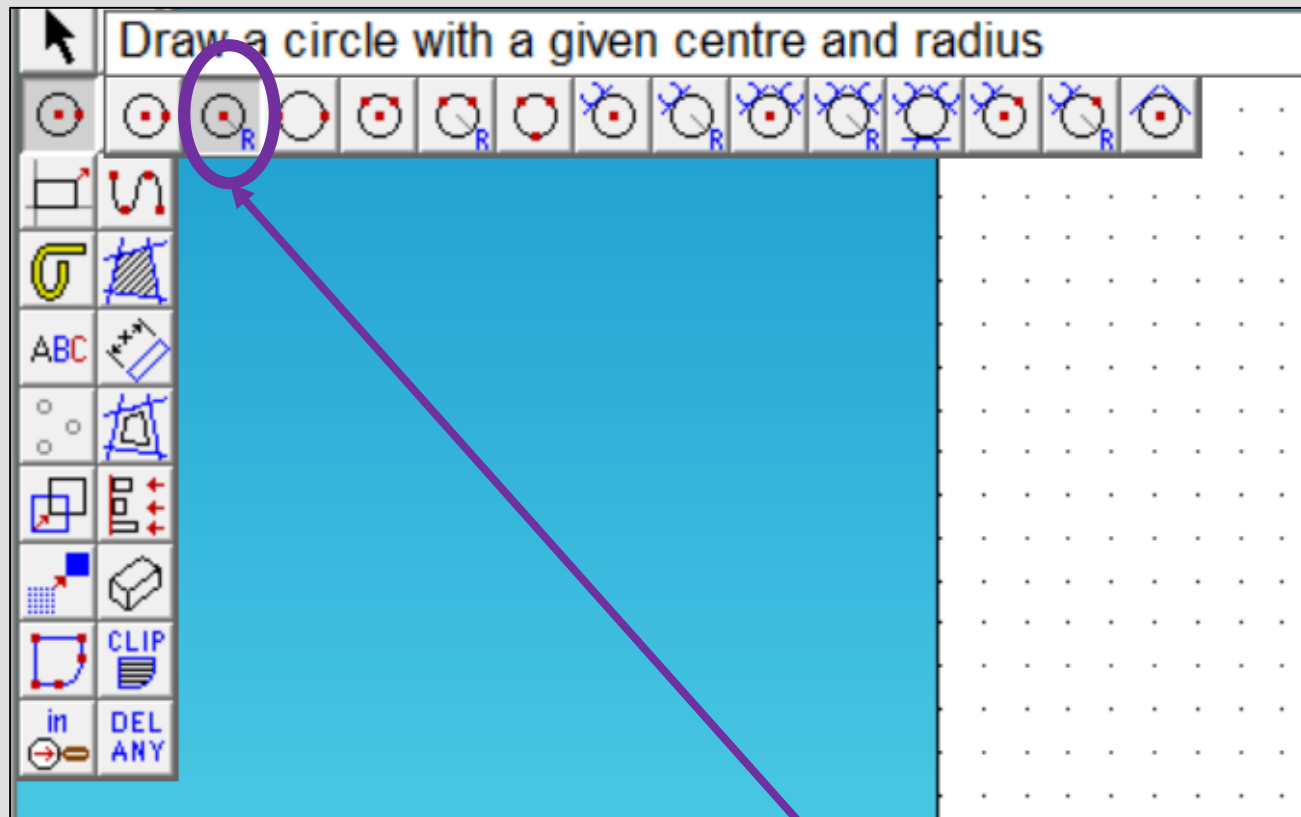 Draw a circle with a given centre and radius
R R R R R
ABC
CLIP
in DEL
ANY